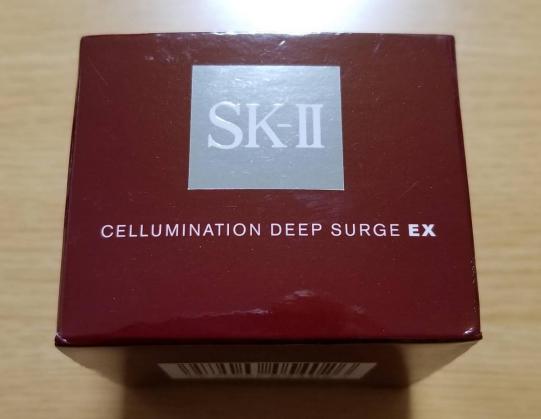 SK-II
CELLUMINATION DEEP SURGE EX